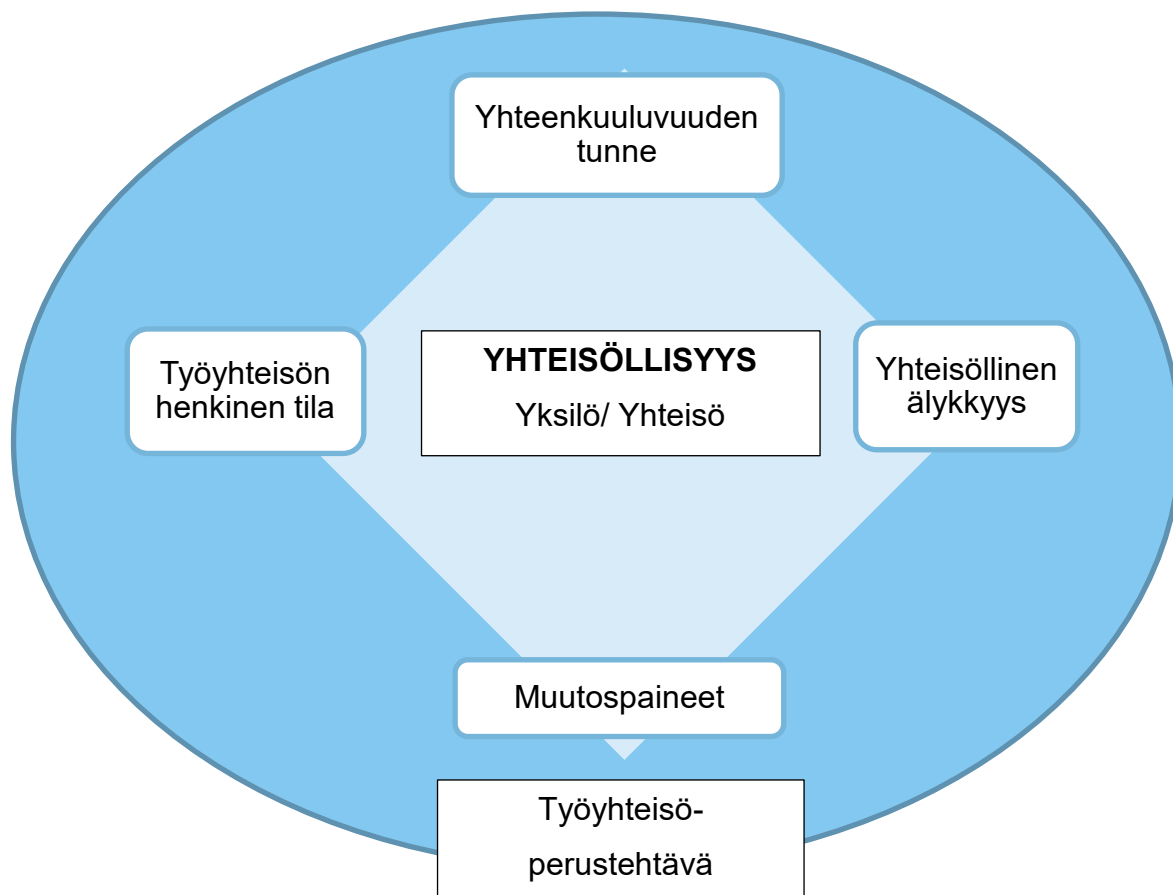 Yhteenkuuluvuuden
tunne
Työyhteisön
henkinen tila
YHTEISÖLLISYYS
Yksilö/ Yhteisö
Yhteisöllinen
älykkyys
Muutospaineet
Työyhteisö-
perustehtävä